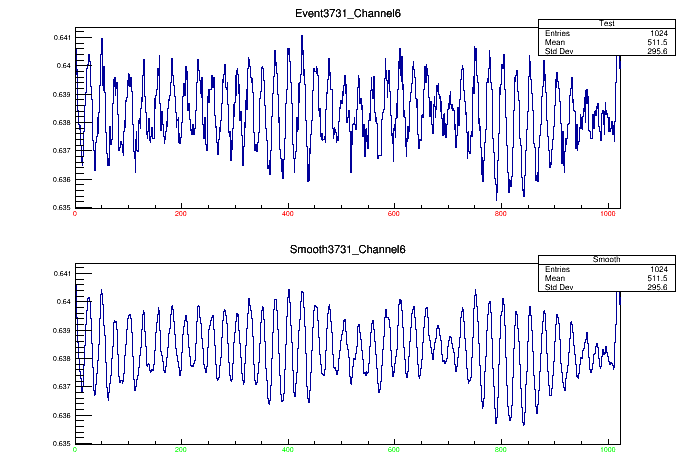 Event3731_Channel6
Test
Entries 1024
Mean 511.5
Std Dev 295.6
0.641
0.64
0.639
0.638
0.637
0.636
0.635
0 200 400 600 800 1000
Smooth3731_Channel6
Smooth
Entries 1024
Mean 511.5
Std Dev 295.6
0.641
0.64
0.639
0.638
0.637
0.636
0.635
0 200 400 600 800 1000